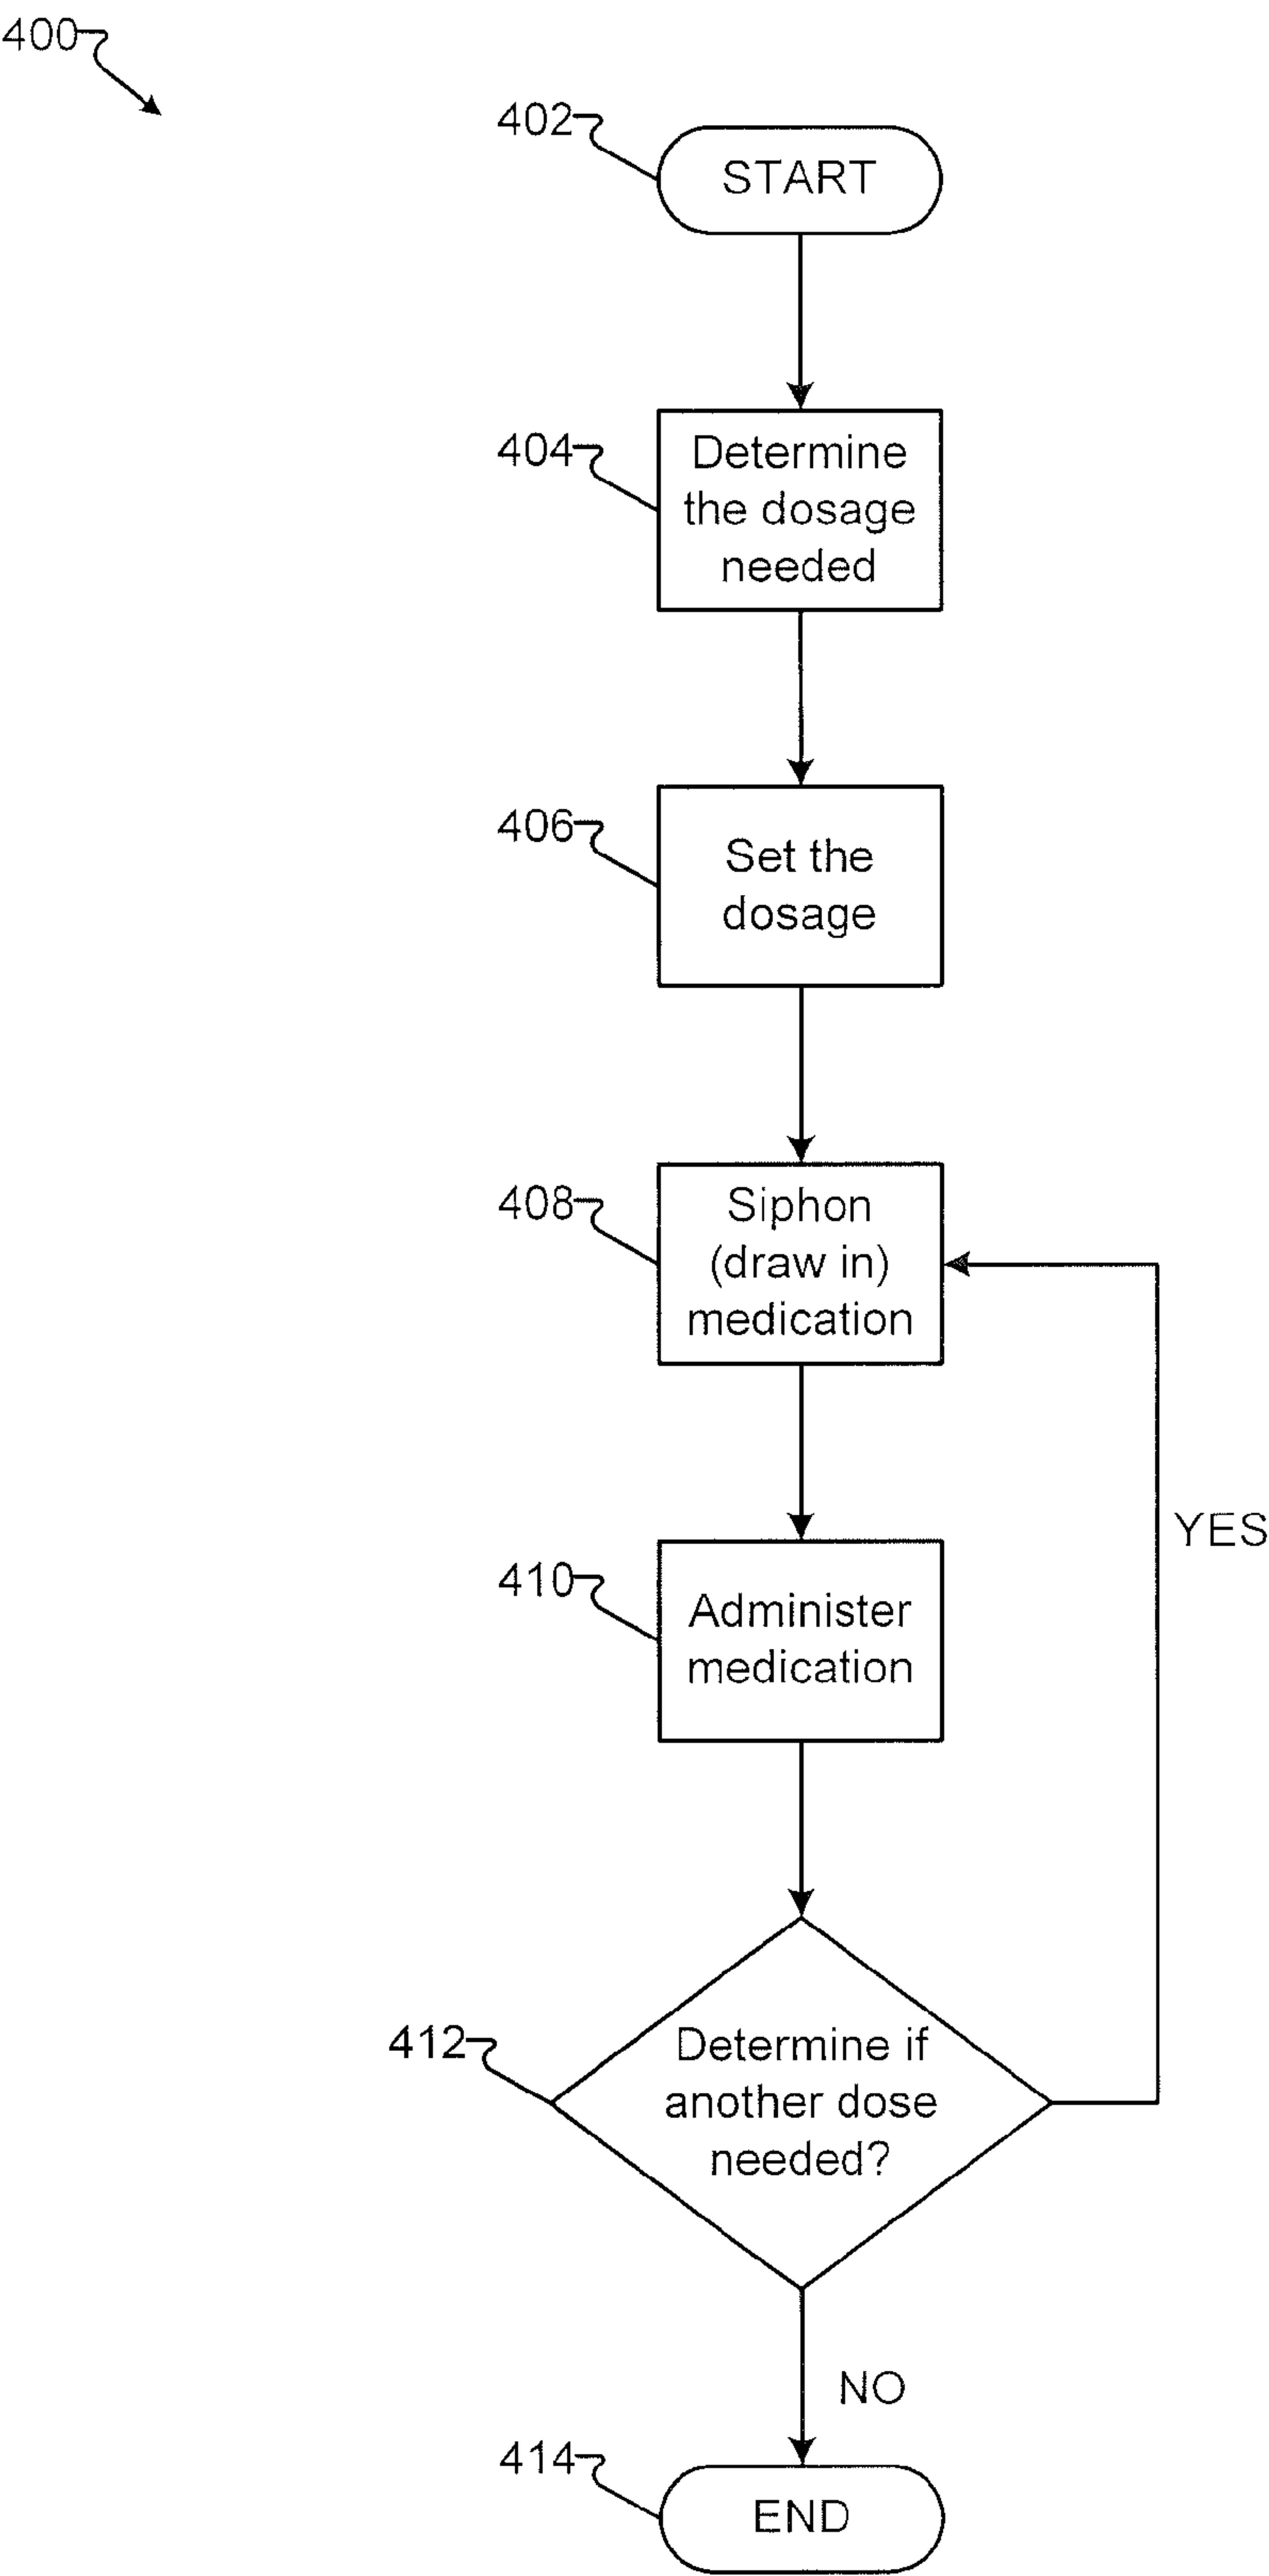 400
402
START
404
Determine
the dosage
needed
406
Set the
dosage
408
Siphon
(draw in)
medication
YES
410
Administer
medication
412
Determine if
another dose
needed?
NO
414
END